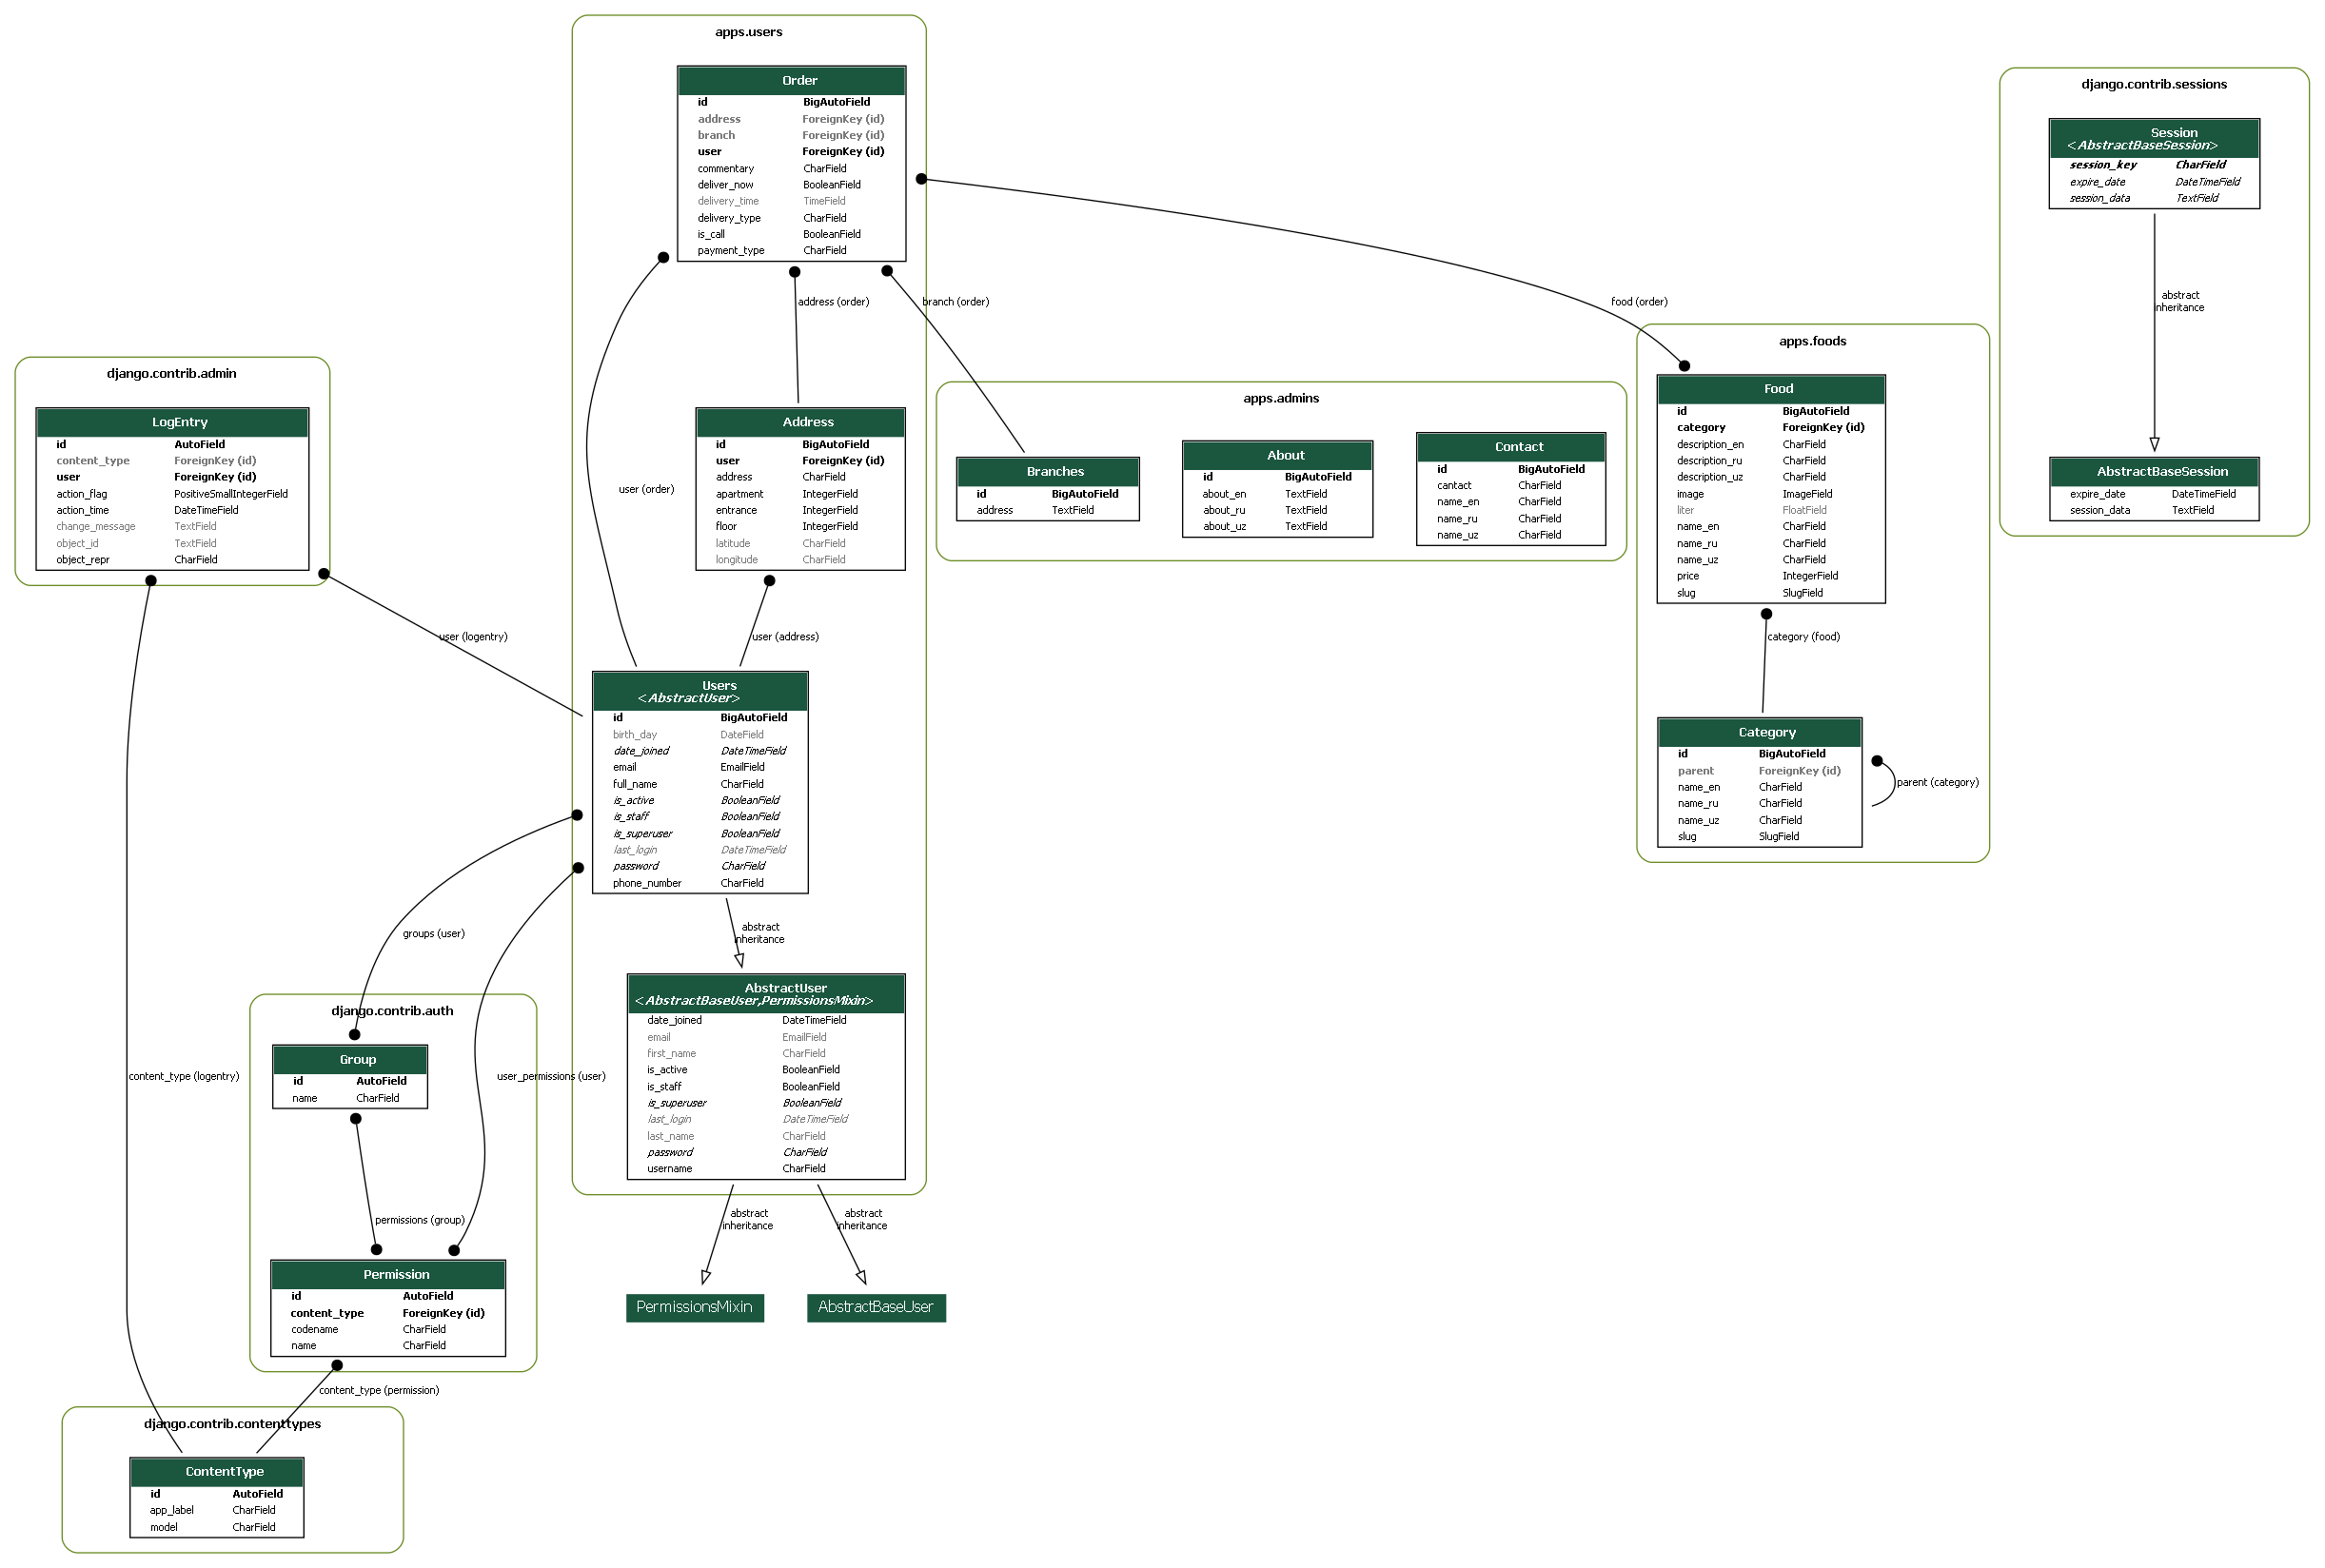 apps.users
Order
id BigAutoField
address ForeignKey (id)
branch ForeignKey (id)
user ForeignKey (id)
commentary CharField
deliver_now BooleanField
delivery_time TimeField
delivery_type CharField
is_call BooleanField
payment_type CharField
user (order)
address (order)
branch (order)
food (order)
Address
id BigAutoField
user ForeignKey (id)
address CharField
apartment IntegerField
entrance IntegerField
floor IntegerField
latitude CharField
longitude CharField
user (address)
Users
<AbstractUser>
id BigAutoField
birth_day DateField
date_joined DateTimeField
email EmailField
full_name CharField
is_active BooleanField
is_staff BooleanField
is_superuser BooleanField
last_login DateTimeField
password CharField
phone_number CharField
abstract
inheritance
AbstractUser
<AbstractBaseUser,PermissionsMixin>
date_joined DateTimeField
email EmailField
first_name CharField
is_active BooleanField
is_staff BooleanField
is_superuser BooleanField
last_login DateTimeField
last_name CharField
password CharField
username CharField
abstract
inheritance
abstract
inheritance
PermissionsMixin
AbstractBaseUser
django.contrib.admin
LogEntry
id AutoField
content_type ForeignKey (id)
user ForeignKey (id)
action_flag PositiveSmallIntegerField
action_time DateTimeField
change_message TextField
object_id TextField
object_repr CharField
user (logentry)
content_type (logentry)
groups (user)
user_permissions (user)
django.contrib.auth
Group
id AutoField
name CharField
permissions (group)
Permission
id AutoField
content_type ForeignKey (id)
codename CharField
name CharField
content_type (permission)
django.contrib.contenttypes
ContentType
id AutoField
app_label CharField
model CharField
apps.admins
Branches
id BigAutoField
address TextField
About
id BigAutoField
about_en TextField
about_ru TextField
about_uz TextField
Contact
id BigAutoField
cantact CharField
name_en CharField
name_ru CharField
name_uz CharField
apps.foods
Food
id BigAutoField
category ForeignKey (id)
description_en CharField
description_ru CharField
description_uz CharField
image ImageField
liter FloatField
name_en CharField
name_ru CharField
name_uz CharField
price IntegerField
slug SlugField
category (food)
Category
id BigAutoField
parent ForeignKey (id)
name_en CharField
name_ru CharField
name_uz CharField
slug SlugField
parent (category)
django.contrib.sessions
Session
<AbstractBaseSession>
session_key CharField
expire_date DateTimeField
session_data TextField
abstract
inheritance
AbstractBaseSession
expire_date DateTimeField
session_data TextField